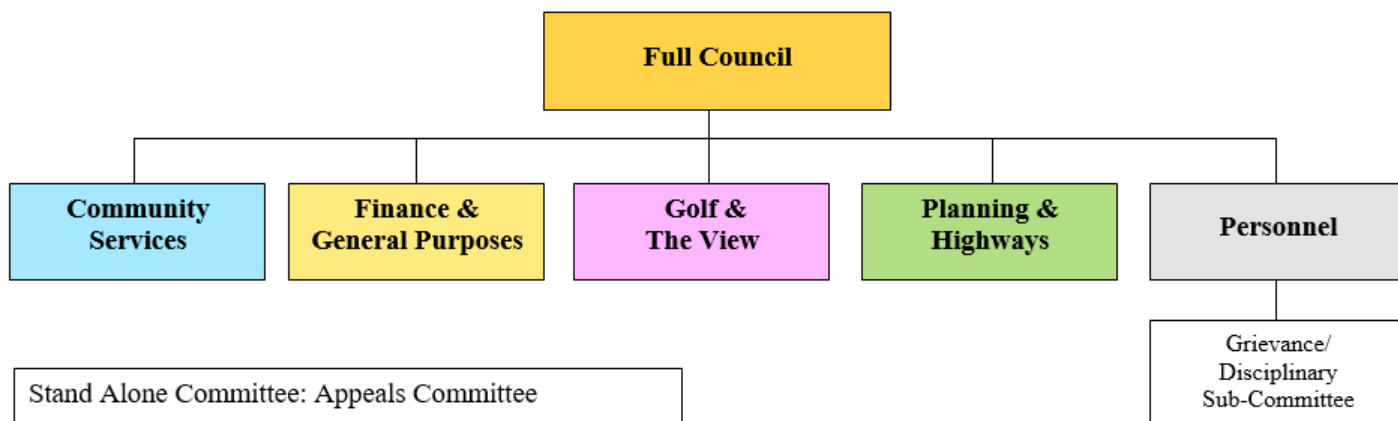 Full Council
Community
Services
Finance &
General Purposes
Golf &
The View
Planning &
Highways
Personnel
Grievance/
Disciplinary
Sub-Committee
Stand Alone Committee: Appeals Committee